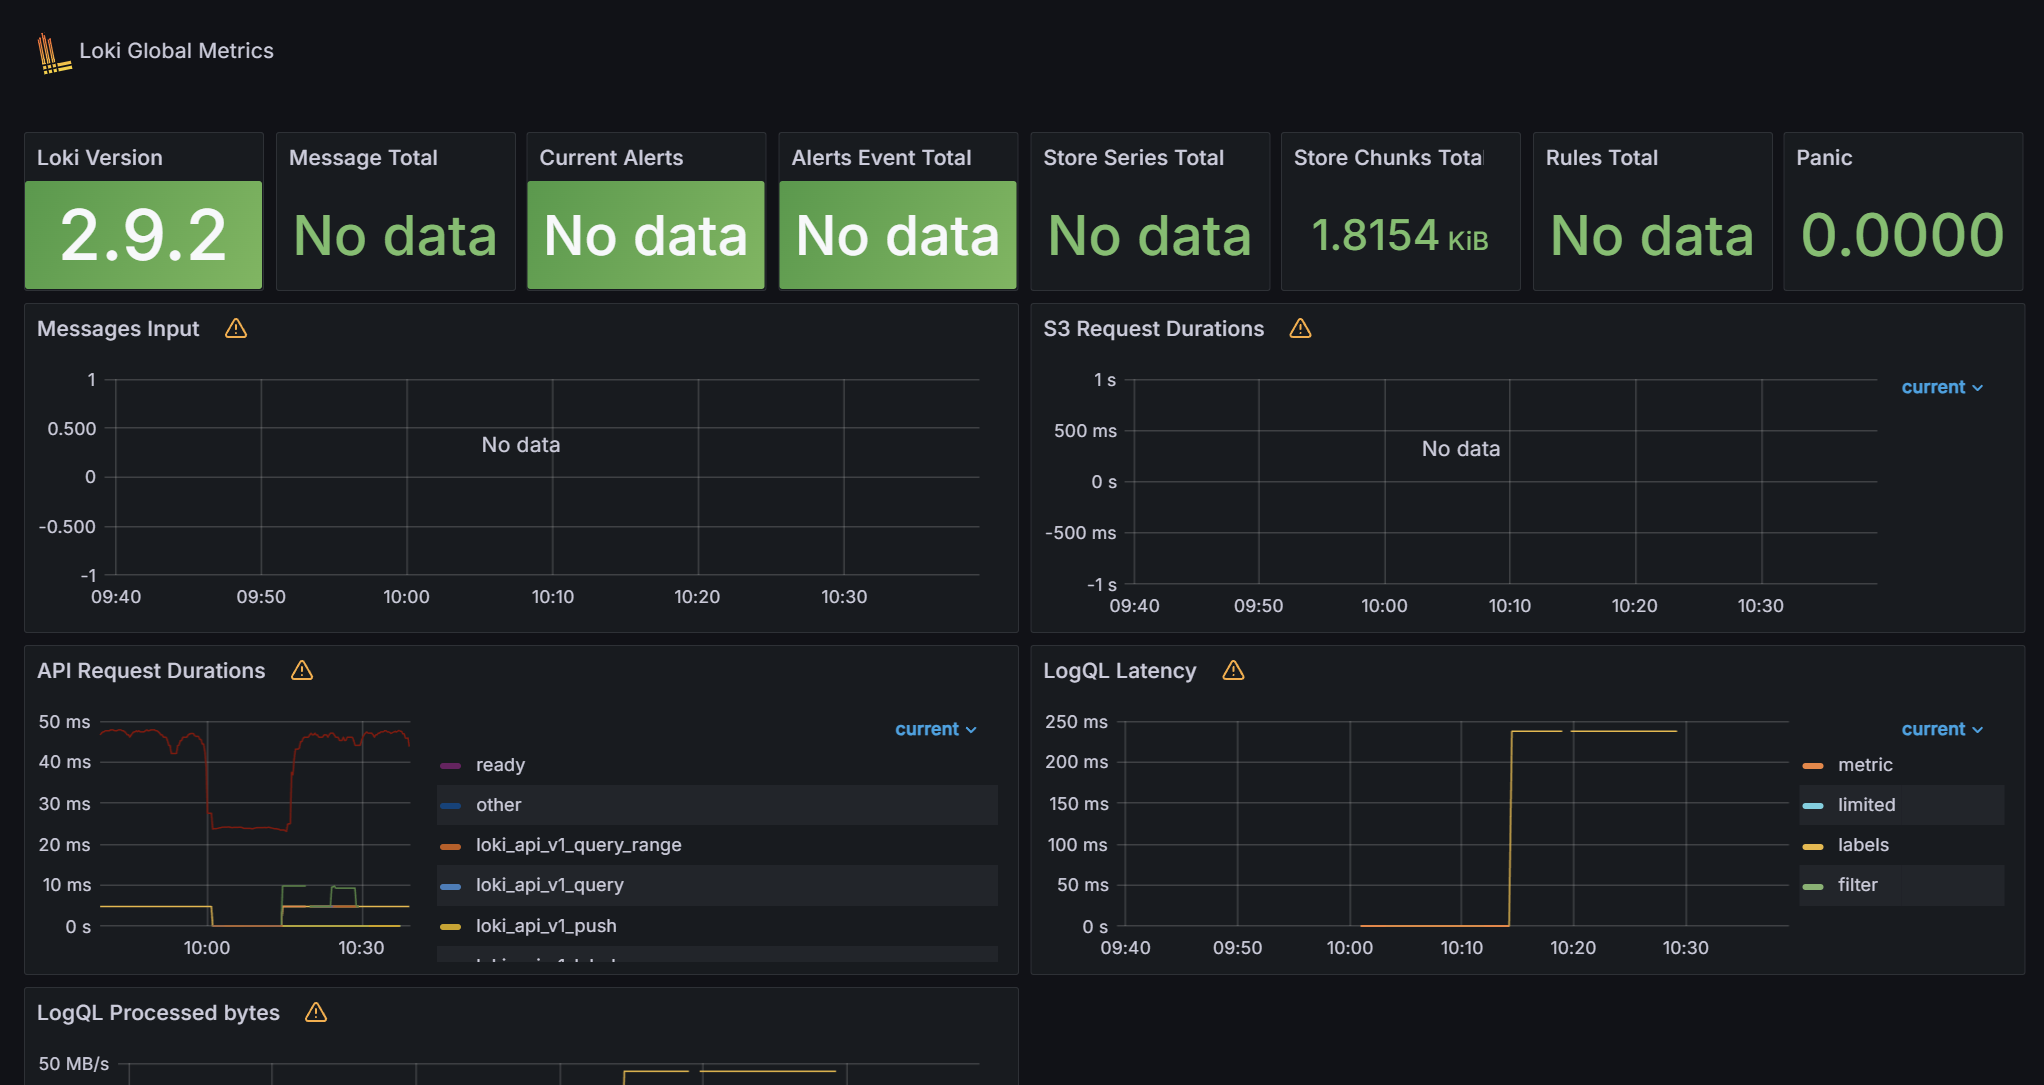 Loki Global Metrics
Loki Version
2.9.2
Message Total
No data
Current Alerts
No data
Alerts Event Total
No data
Store Series Total
No data
Store Chunks Total
1.8154 KiB
Rules Total
No data
Panic
0.0000
Messages Input
1
0.500
0
-0.500
-1
No data
09:40 09:50 10:00 10:10 10:20 10:30
S3 Request Durations
1 s
500 ms
0 s
-500 ms
-1 s
No data
09:40 09:50 10:00 10:10 10:20 10:30
current
API Request Durations
50 ms
40 ms
30 ms
20 ms
10 ms
0 s
10:00 10:30
current
ready
other
loki_api_v1_query_range
loki_api_v1_query
loki_api_v1_push
LogQL Latency
250 ms
200 ms
150 ms
100 ms
50 ms
0 s
09:40 09:50 10:00 10:10 10:20 10:30
current
metric
limited
labels
filter
LogQL Processed bytes
50 MB/s